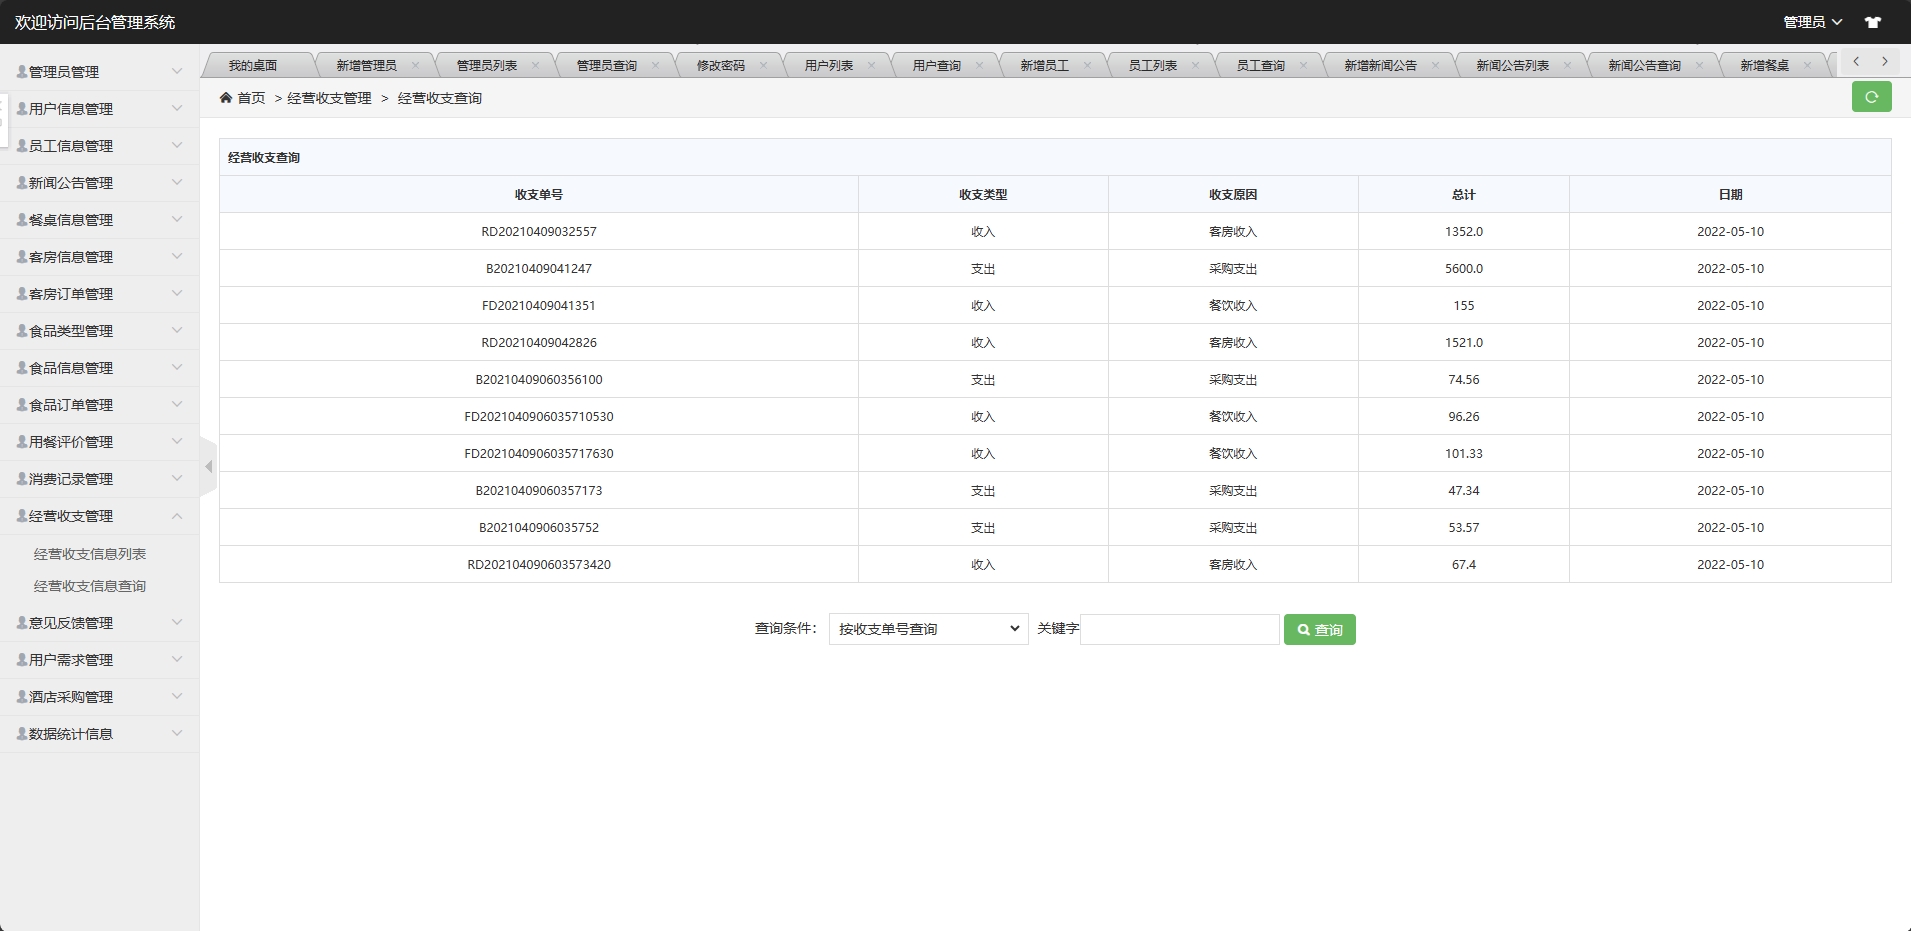 欢迎访问后台管理系统 管理员
我的桌面 新增管理员 管理员列表 管理员查询 修改密码 用户列表 用户查询 新增员工 员工列表 员工查询 新增新闻公告 新闻公告列表 新闻公告查询 新增餐桌
首页 > 经营收支管理 > 经营收支查询
管理员管理
用户信息管理
员工信息管理
新闻公告管理
餐桌信息管理
客房信息管理
客房订单管理
食品类型管理
食品信息管理
食品订单管理
用餐评价管理
消费记录管理
经营收支管理
经营收支信息列表
经营收支信息查询
意见反馈管理
用户需求管理
酒店采购管理
数据统计信息
经营收支查询
收支单号 收支类型 收支原因 总计 日期
RD20210409032557 收入 客房收入 1352.0 2022-05-10
B20210409041247 支出 采购支出 5600.0 2022-05-10
FD20210409041351 收入 餐饮收入 155 2022-05-10
RD20210409042826 收入 客房收入 1521.0 2022-05-10
B20210409060356100 支出 采购支出 74.56 2022-05-10
FD2021040906035710530 收入 餐饮收入 96.26 2022-05-10
FD2021040906035717630 收入 餐饮收入 101.33 2022-05-10
B20210409060357173 支出 采购支出 47.34 2022-05-10
B2021040906035752 支出 采购支出 53.57 2022-05-10
RD202104090603573420 收入 客房收入 67.4 2022-05-10
查询条件: 按收支单号查询 关键字 查询